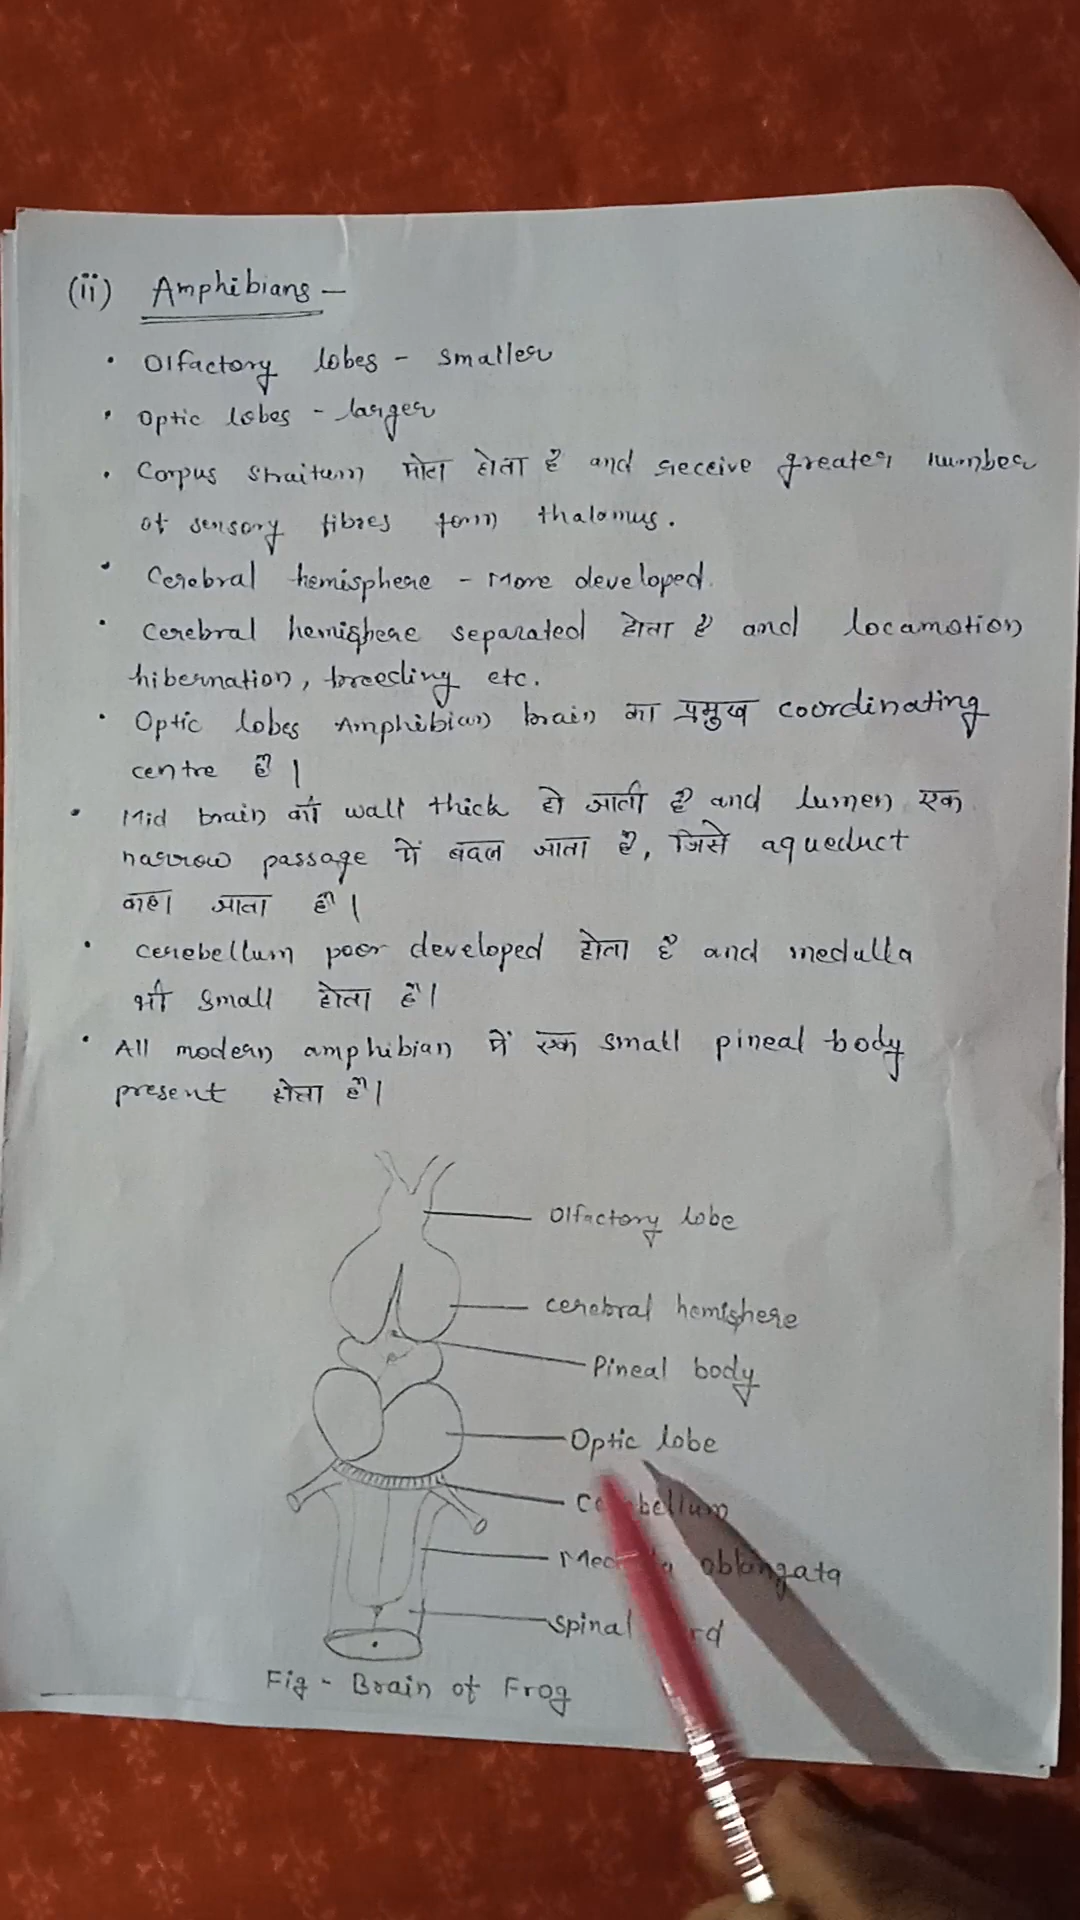 (ii) Amphibians -
• Olfactory lobes - smaller
• Optic lobes - larger
• Corpus straitum मोटा होता है and receive greater number
of sensory fibres form thalamus.
• Cerebral hemisphere - More developed.
• Cerebral hemisphere separated होता है and locamotion
hibernation, breeding etc.
• Optic lobes Amphibian brain का प्रमुख coordinating
centre है।
• Mid brain की wall thick हो जाती है and lumen एक
narrow passage में बदल जाता है, जिसे aqueduct
कहा जाता है।
• Cerebellum poor developed होता है and medulla
भी small होता है।
• All modern amphibian में एक small pineal body
present होता है।
Olfactory lobe
cerebral hemisphere
Pineal body
Optic lobe
oblongata
Spinal
Fig - Brain of Frog